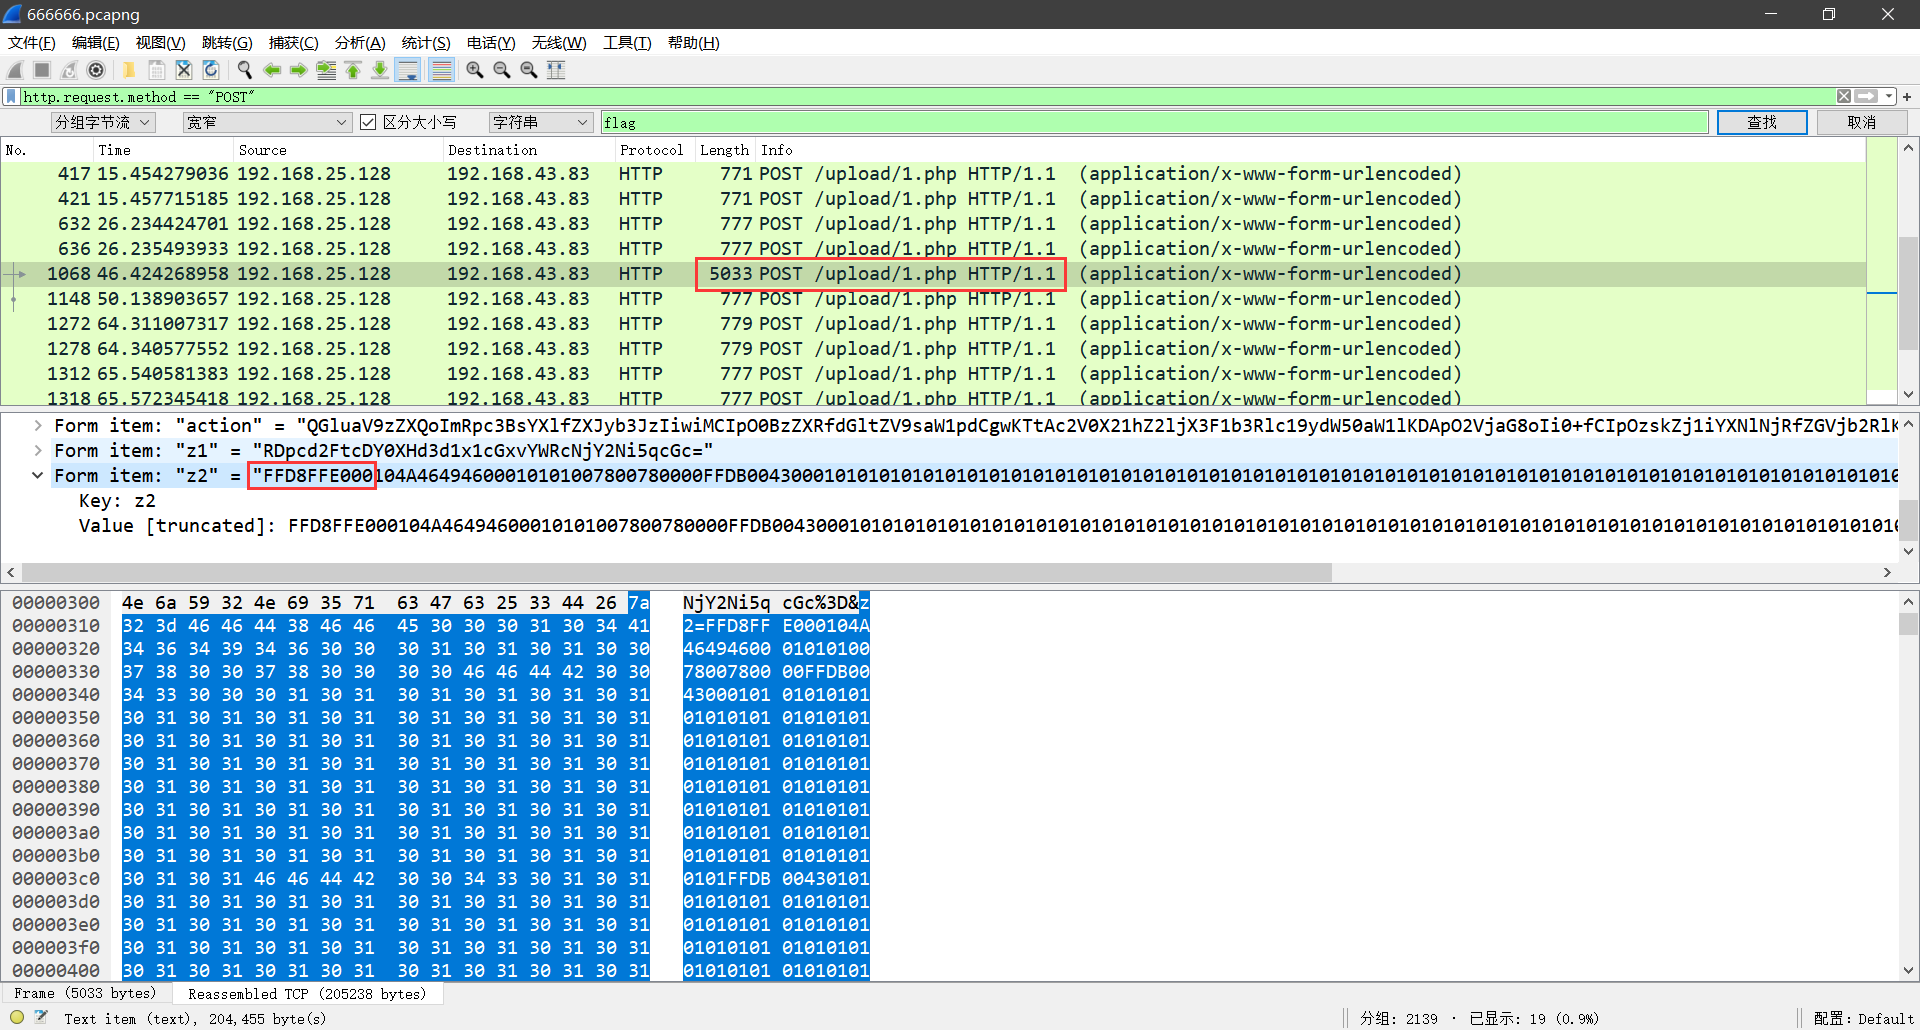 666666.pcapng
文件(F) 编辑(E) 视图(V) 跳转(G) 捕获(C) 分析(A) 统计(S) 电话(Y) 无线(W) 工具(T) 帮助(H)
http.request.method == "POST"
分组字节流 宽窄 区分大小写 字符串 flag 查找 取消
No. Time Source Destination Protocol Length Info
417 15.454279036 192.168.25.128 192.168.43.83 HTTP 771 POST /upload/1.php HTTP/1.1 (application/x-www-form-urlencoded)
421 15.457715185 192.168.25.128 192.168.43.83 HTTP 771 POST /upload/1.php HTTP/1.1 (application/x-www-form-urlencoded)
632 26.234424701 192.168.25.128 192.168.43.83 HTTP 777 POST /upload/1.php HTTP/1.1 (application/x-www-form-urlencoded)
636 26.235493933 192.168.25.128 192.168.43.83 HTTP 777 POST /upload/1.php HTTP/1.1 (application/x-www-form-urlencoded)
1068 46.424268958 192.168.25.128 192.168.43.83 HTTP 5033 POST /upload/1.php HTTP/1.1 (application/x-www-form-urlencoded)
1148 50.138903657 192.168.25.128 192.168.43.83 HTTP 777 POST /upload/1.php HTTP/1.1 (application/x-www-form-urlencoded)
1272 64.311007317 192.168.25.128 192.168.43.83 HTTP 779 POST /upload/1.php HTTP/1.1 (application/x-www-form-urlencoded)
1278 64.340577552 192.168.25.128 192.168.43.83 HTTP 779 POST /upload/1.php HTTP/1.1 (application/x-www-form-urlencoded)
1312 65.540581383 192.168.25.128 192.168.43.83 HTTP 777 POST /upload/1.php HTTP/1.1 (application/x-www-form-urlencoded)
1318 65.572345418 192.168.25.128 192.168.43.83 HTTP 777 POST /upload/1.php HTTP/1.1 (application/x-www-form-urlencoded)
Form item: "action" = "QGluaV9zZXQoImRpc3BsYXlfZXJyb3JzIiwiMCIpO0BzZXRfdGltZV9saW1pdCgwKTtAc2V0X21hZ2ljX3F1b3Rlc19ydW50aW1lKDApO2VjaG8oIi0+fCIpOzskZj1iYXNlNjRfZGVjb2RlK
Form item: "z1" = "RDpcd2FtcDY0XHd3d1x1cGxvYWRcNjY2Ni5qcGc="
Form item: "z2" = "FFD8FFE000104A46494600010101007800780000FFDB0043000101010101010101010101010101010101010101010101010101010101010101010101010101010101010101010101010101
Key: z2
Value [truncated]: FFD8FFE000104A46494600010101007800780000FFDB004300010101010101010101010101010101010101010101010101010101010101010101010101010101010101010101010
00000300 4e 6a 59 32 4e 69 35 71 63 47 63 25 33 44 26 7a NjY2Ni5q cGc%3D&z
00000310 32 3d 46 46 44 38 46 46 45 30 30 30 31 30 34 41 2=FFD8FF E000104A
00000320 34 36 34 39 34 36 30 30 30 31 30 31 30 31 30 30 46494600 01010100
00000330 37 38 30 30 37 38 30 30 30 30 46 46 44 42 30 30 78007800 00FFDB00
00000340 34 33 30 30 30 31 30 31 30 31 30 31 30 31 30 31 43000101 01010101
00000350 30 31 30 31 30 31 30 31 30 31 30 31 30 31 30 31 01010101 01010101
00000360 30 31 30 31 30 31 30 31 30 31 30 31 30 31 30 31 01010101 01010101
00000370 30 31 30 31 30 31 30 31 30 31 30 31 30 31 30 31 01010101 01010101
00000380 30 31 30 31 30 31 30 31 30 31 30 31 30 31 30 31 01010101 01010101
00000390 30 31 30 31 30 31 30 31 30 31 30 31 30 31 30 31 01010101 01010101
000003a0 30 31 30 31 30 31 30 31 30 31 30 31 30 31 30 31 01010101 01010101
000003b0 30 31 30 31 30 31 30 31 30 31 30 31 30 31 30 31 01010101 01010101
000003c0 30 31 30 31 46 46 44 42 30 30 34 33 30 31 30 31 0101FFDB 00430101
000003d0 30 31 30 31 30 31 30 31 30 31 30 31 30 31 30 31 01010101 01010101
000003e0 30 31 30 31 30 31 30 31 30 31 30 31 30 31 30 31 01010101 01010101
000003f0 30 31 30 31 30 31 30 31 30 31 30 31 30 31 30 31 01010101 01010101
00000400 30 31 30 31 30 31 30 31 30 31 30 31 30 31 30 31 01010101 01010101
Frame (5033 bytes) Reassembled TCP (205238 bytes)
Text item (text), 204,455 byte(s) 分组: 2139 · 已显示: 19 (0.9%) 配置: Default